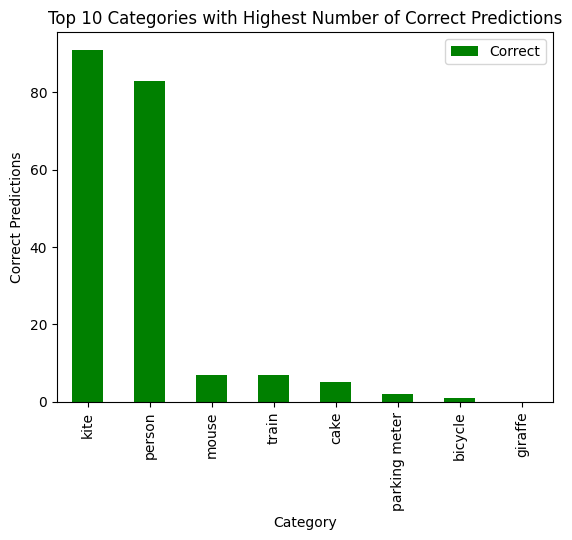 Top 10 Categories with Highest Number of Correct Predictions
Correct
80
60
40
20
0
Correct Predictions
kite
person
mouse
train
cake
parking meter
bicycle
giraffe
Category